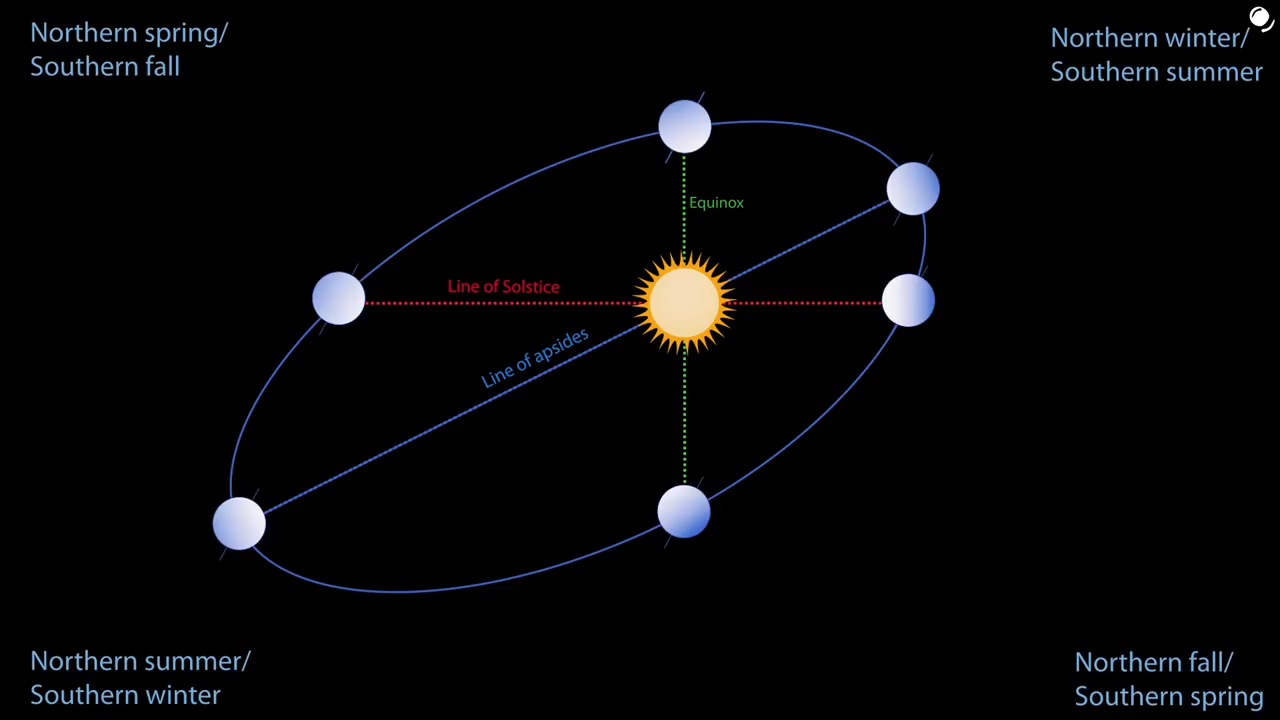 Northern spring/
Southern fall
Northern winter/
Southern summer
Equinox
Line of Solstice
Line of apsides
Northern summer/
Southern winter
Northern fall/
Southern spring